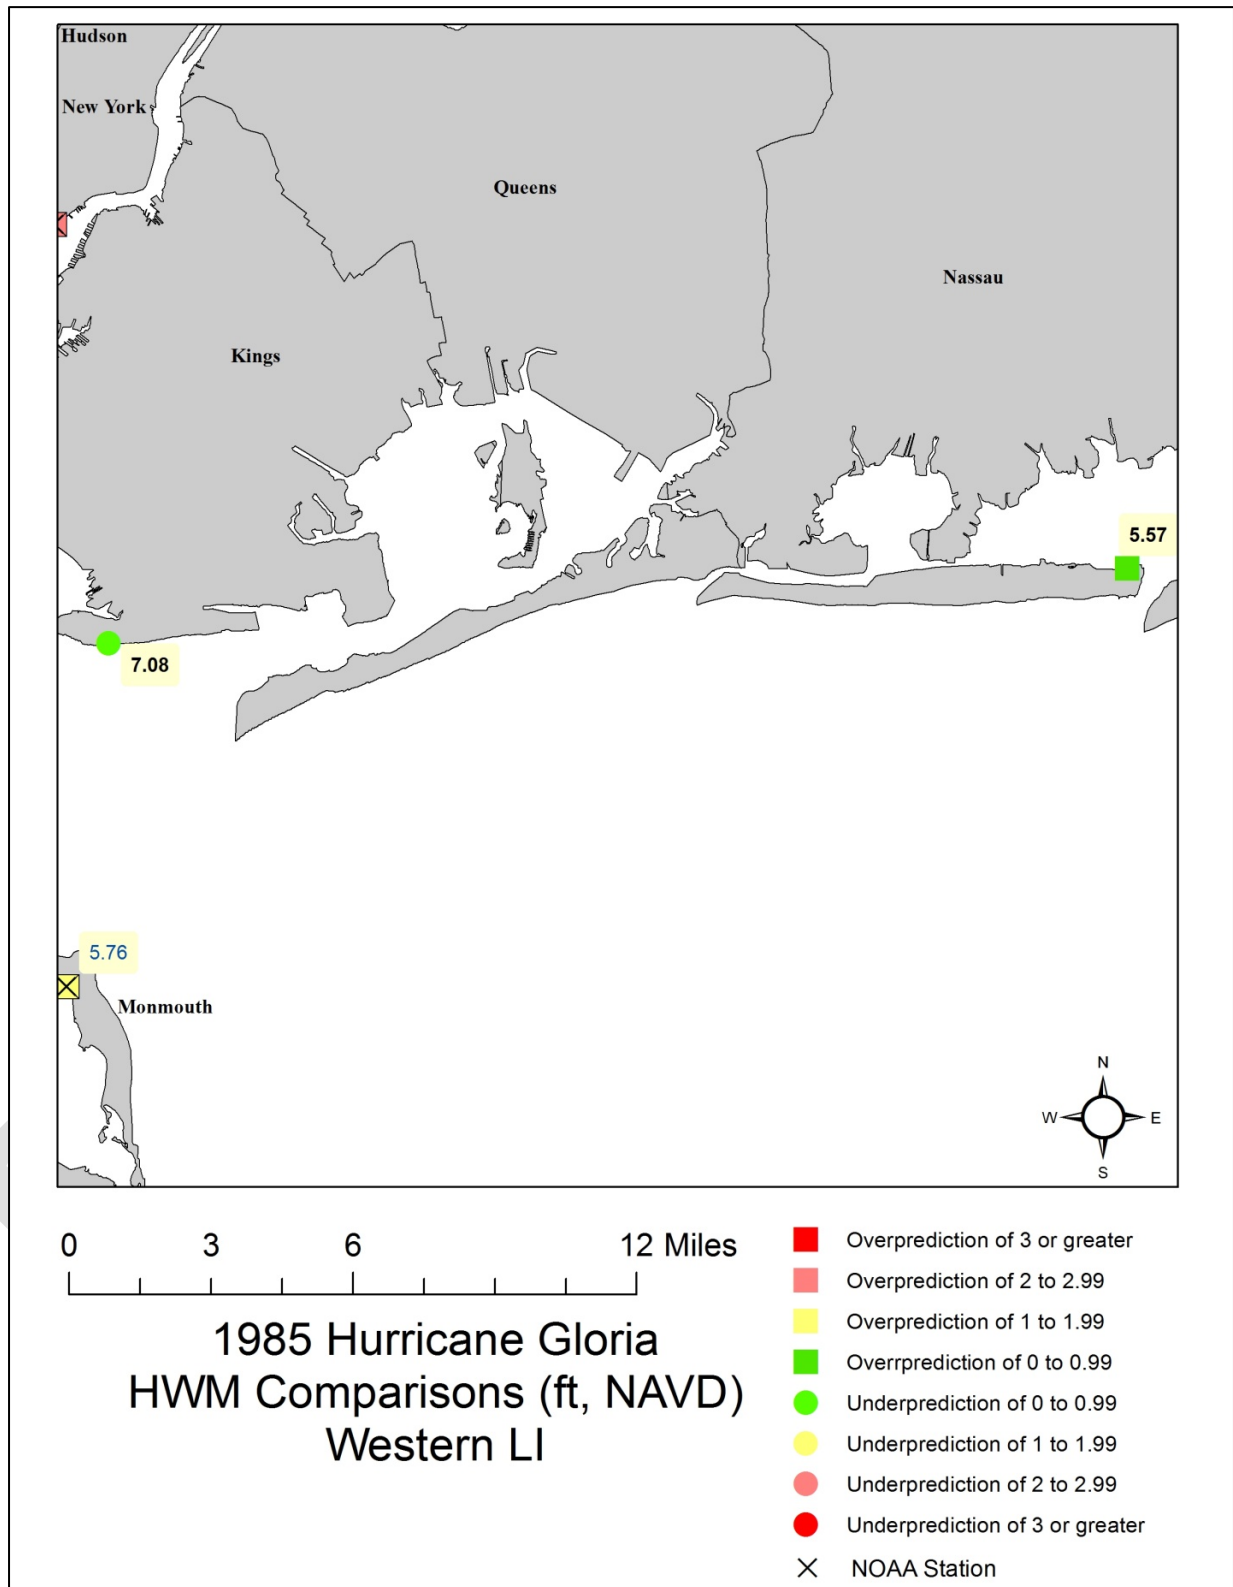 Hudson
New York
Queens
Nassau
Kings
5.57
7.08
5.76
Monmouth
N
W E
S
0 3 6 12 Miles
1985 Hurricane Gloria
HWM Comparisons (ft, NAVD)
Western LI
Overprediction of 3 or greater
Overprediction of 2 to 2.99
Overprediction of 1 to 1.99
Overrprediction of 0 to 0.99
Underprediction of 0 to 0.99
Underprediction of 1 to 1.99
Underprediction of 2 to 2.99
Underprediction of 3 or greater
NOAA Station